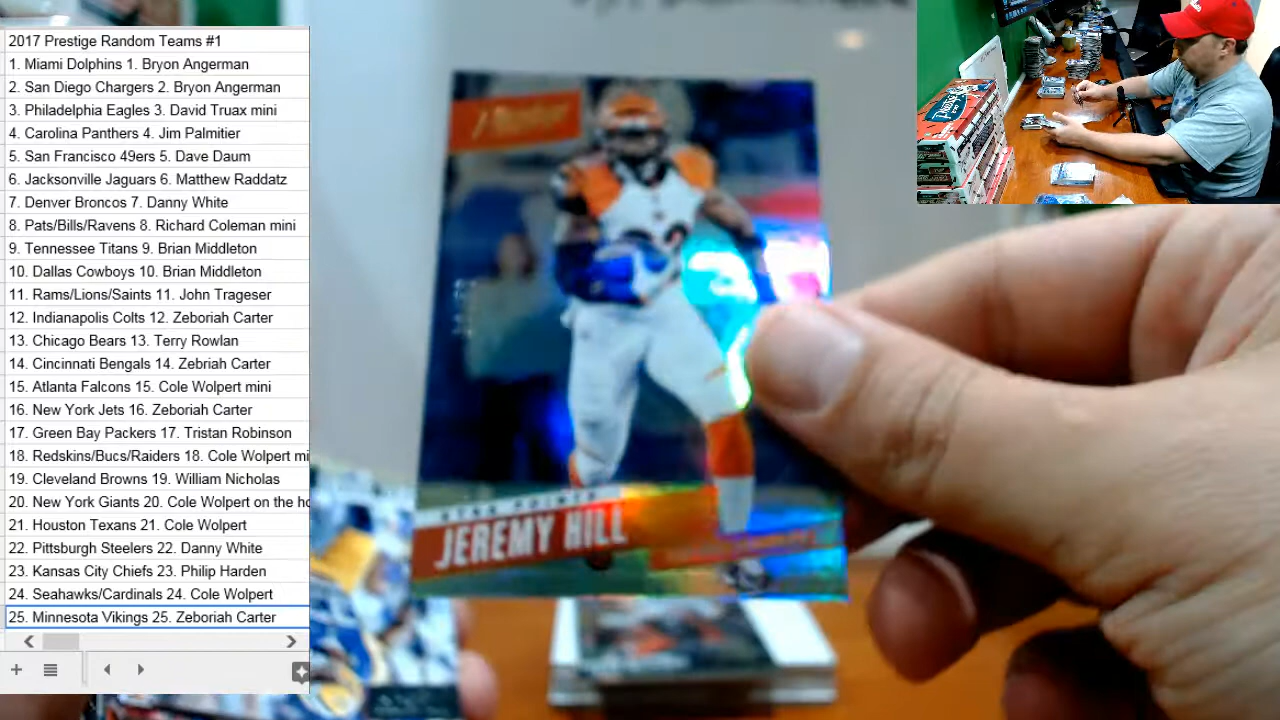 2017 Prestige Random Teams #1
1. Miami Dolphins 1. Bryon Angerman
2. San Diego Chargers 2. Bryon Angerman
3. Philadelphia Eagles 3. David Truax mini
4. Carolina Panthers 4. Jim Palmitier
5. San Francisco 49ers 5. Dave Daum
6. Jacksonville Jaguars 6. Matthew Raddatz
7. Denver Broncos 7. Danny White
8. Pats/Bills/Ravens 8. Richard Coleman mini
9. Tennessee Titans 9. Brian Middleton
10. Dallas Cowboys 10. Brian Middleton
11. Rams/Lions/Saints 11. John Trageser
12. Indianapolis Colts 12. Zeboriah Carter
13. Chicago Bears 13. Terry Rowlan
14. Cincinnati Bengals 14. Zebriah Carter
15. Atlanta Falcons 15. Cole Wolpert mini
16. New York Jets 16. Zeboriah Carter
17. Green Bay Packers 17. Tristan Robinson
18. Redskins/Bucs/Raiders 18. Cole Wolpert mi
19. Cleveland Browns 19. William Nicholas
20. New York Giants 20. Cole Wolpert on the ho
21. Houston Texans 21. Cole Wolpert
22. Pittsburgh Steelers 22. Danny White
23. Kansas City Chiefs 23. Philip Harden
24. Seahawks/Cardinals 24. Cole Wolpert
25. Minnesota Vikings 25. Zeboriah Carter
Prestige
JEREMY HILL